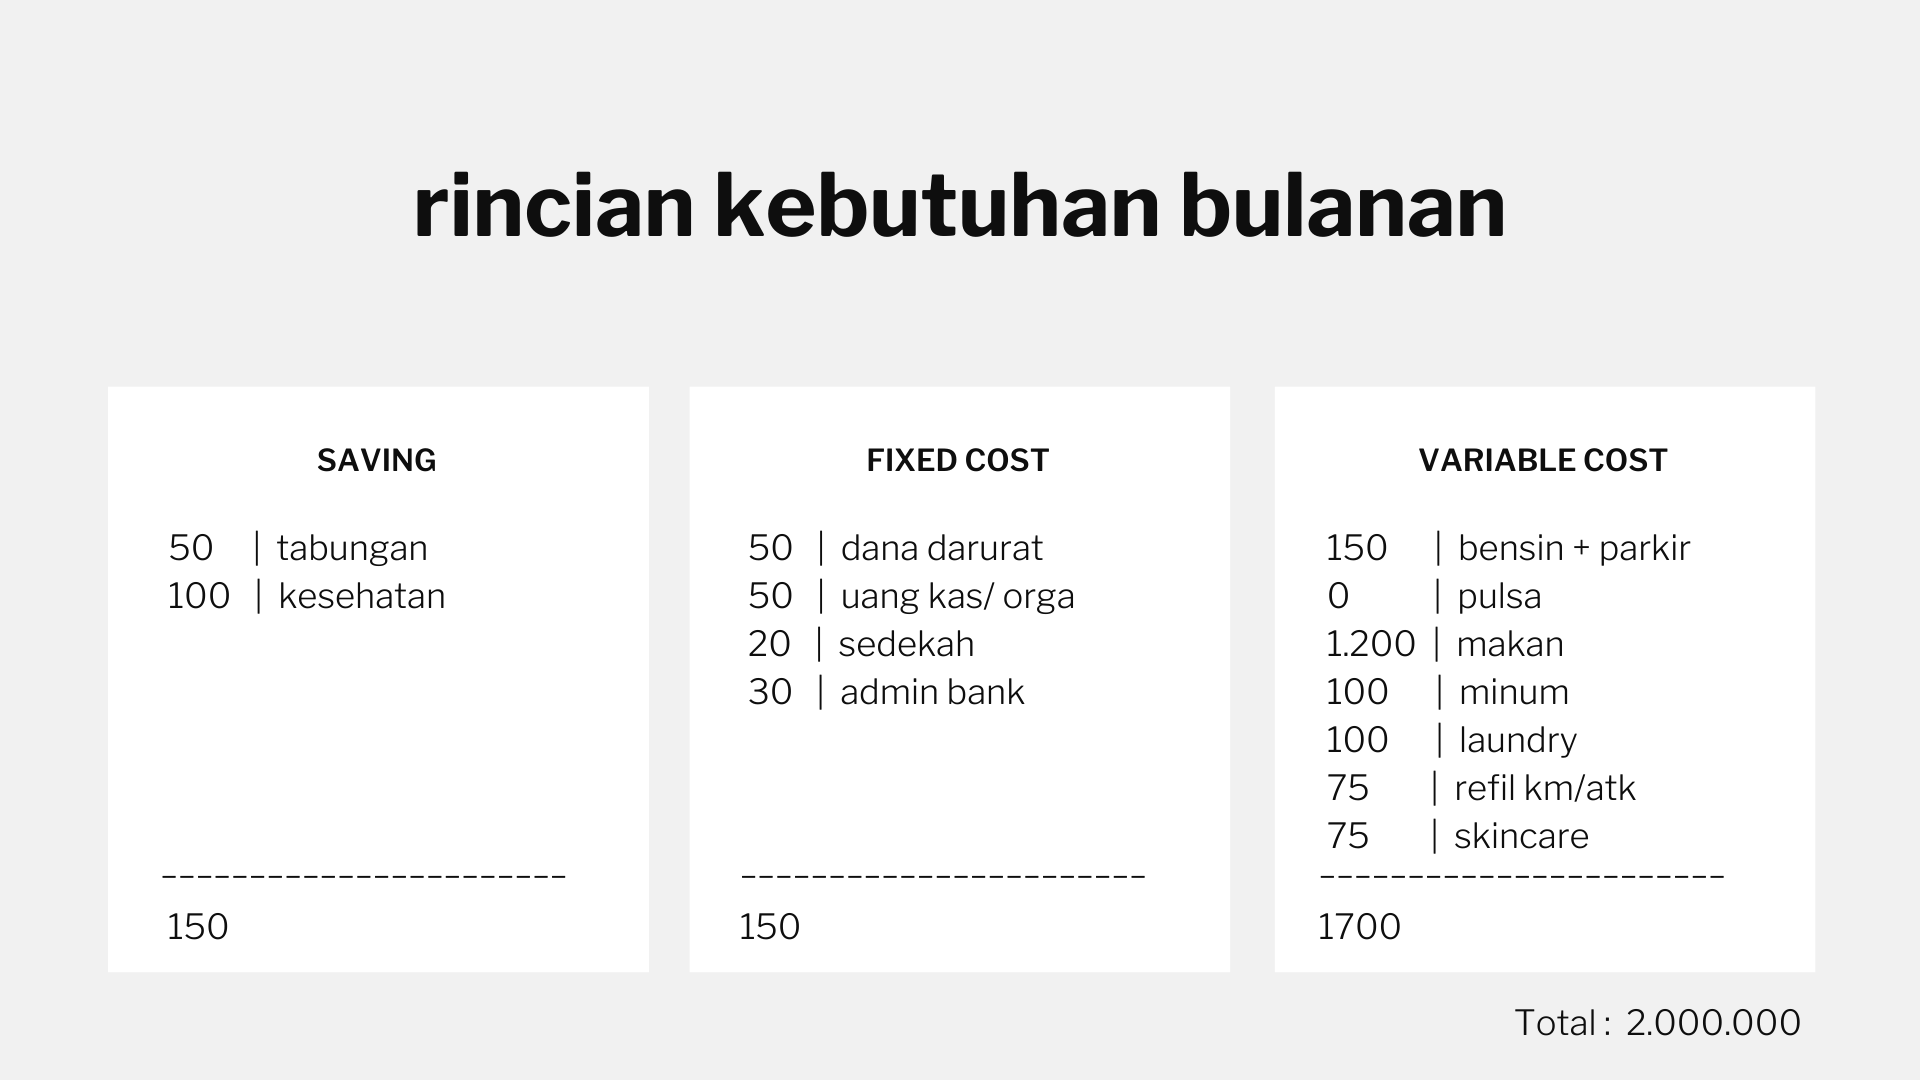 rincian kebutuhan bulanan
SAVING
50 | tabungan
100 | kesehatan
----------------------
150
FIXED COST
50 | dana darurat
50 | uang kas/ orga
20 | sedekah
30 | admin bank
----------------------
150
VARIABLE COST
150 | bensin + parkir
0 | pulsa
1.200 | makan
100 | minum
100 | laundry
75 | refil km/atk
75 | skincare
----------------------
1700
Total : 2.000.000